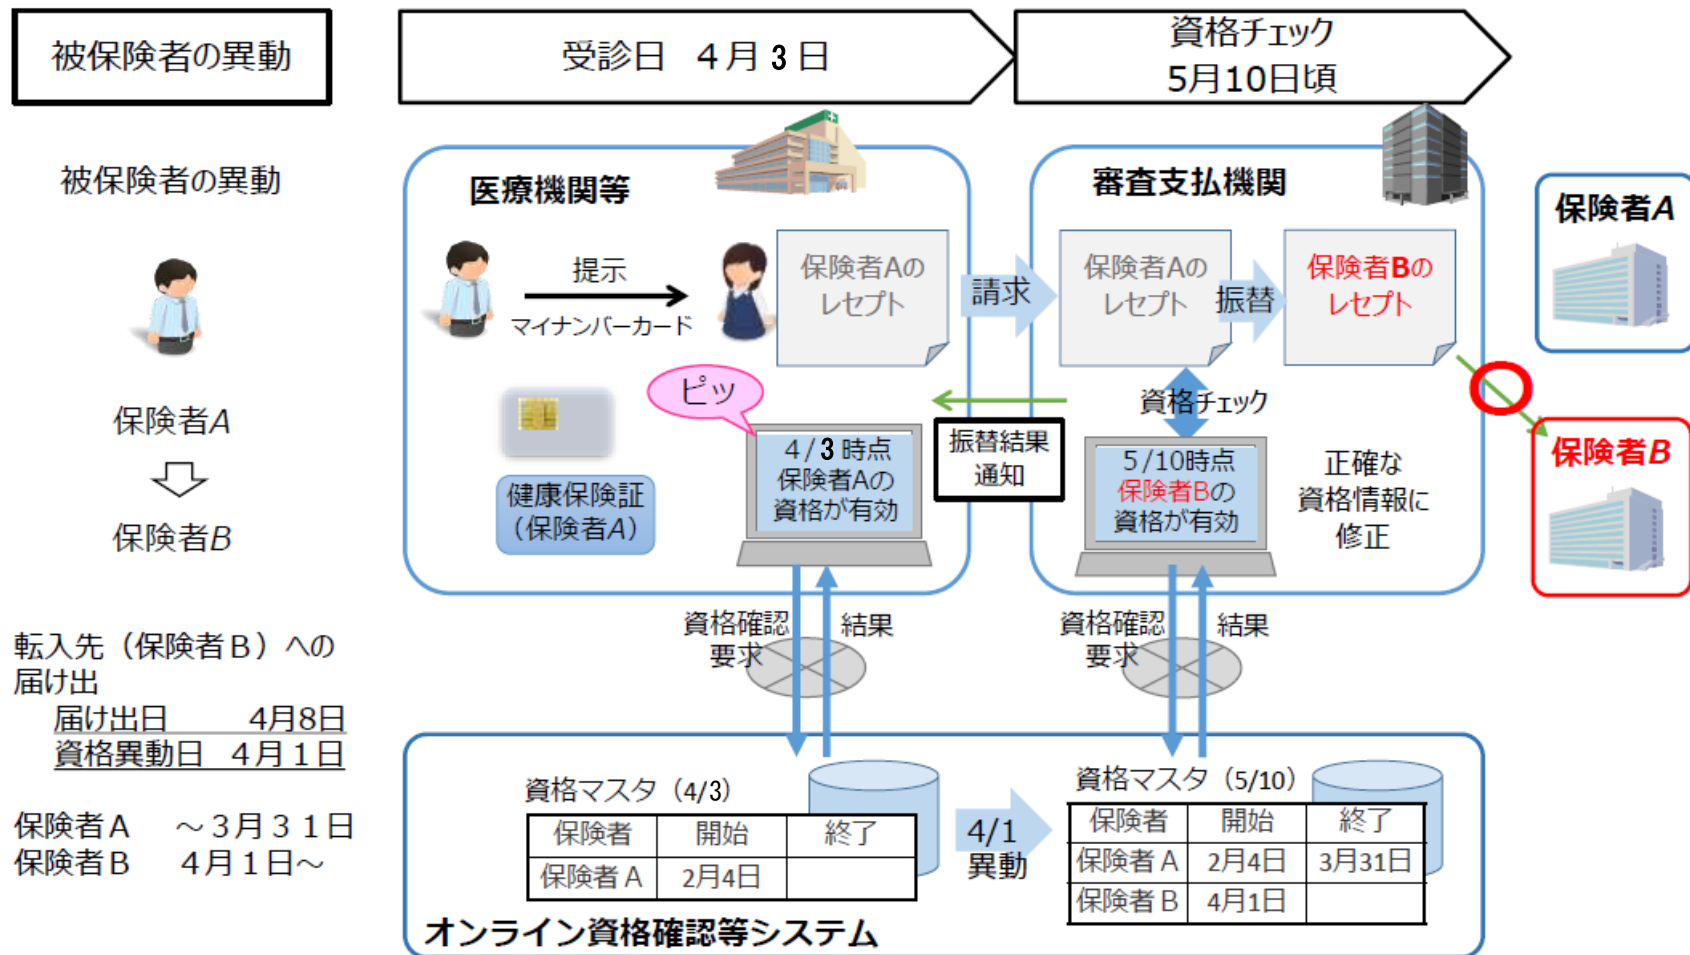 被保険者の異動
受診日 4月3日
資格チェック
5月10日頃
被保険者の異動
保険者A
保険者B
転入先（保険者B）への
届け出
届け出日 4月8日
資格異動日 4月1日
保険者A ～3月31日
保険者B 4月1日～
医療機関等
提示
マイナンバーカード
保険者Aの
レセプト
ピッ
健康保険証
（保険者A）
4/3時点
保険者Aの
資格が有効
請求
振替結果
通知
審査支払機関
保険者Aの
レセプト
振替
保険者Bの
レセプト
資格チェック
5/10時点
保険者Bの
資格が有効
正確な
資格情報に
修正
保険者A
保険者B
資格確認
要求
結果
資格確認
要求
結果
資格マスタ（4/3）
保険者 開始 終了
保険者A 2月4日
4/1
異動
資格マスタ（5/10）
保険者 開始 終了
保険者A 2月4日 3月31日
保険者B 4月1日
オンライン資格確認等システム